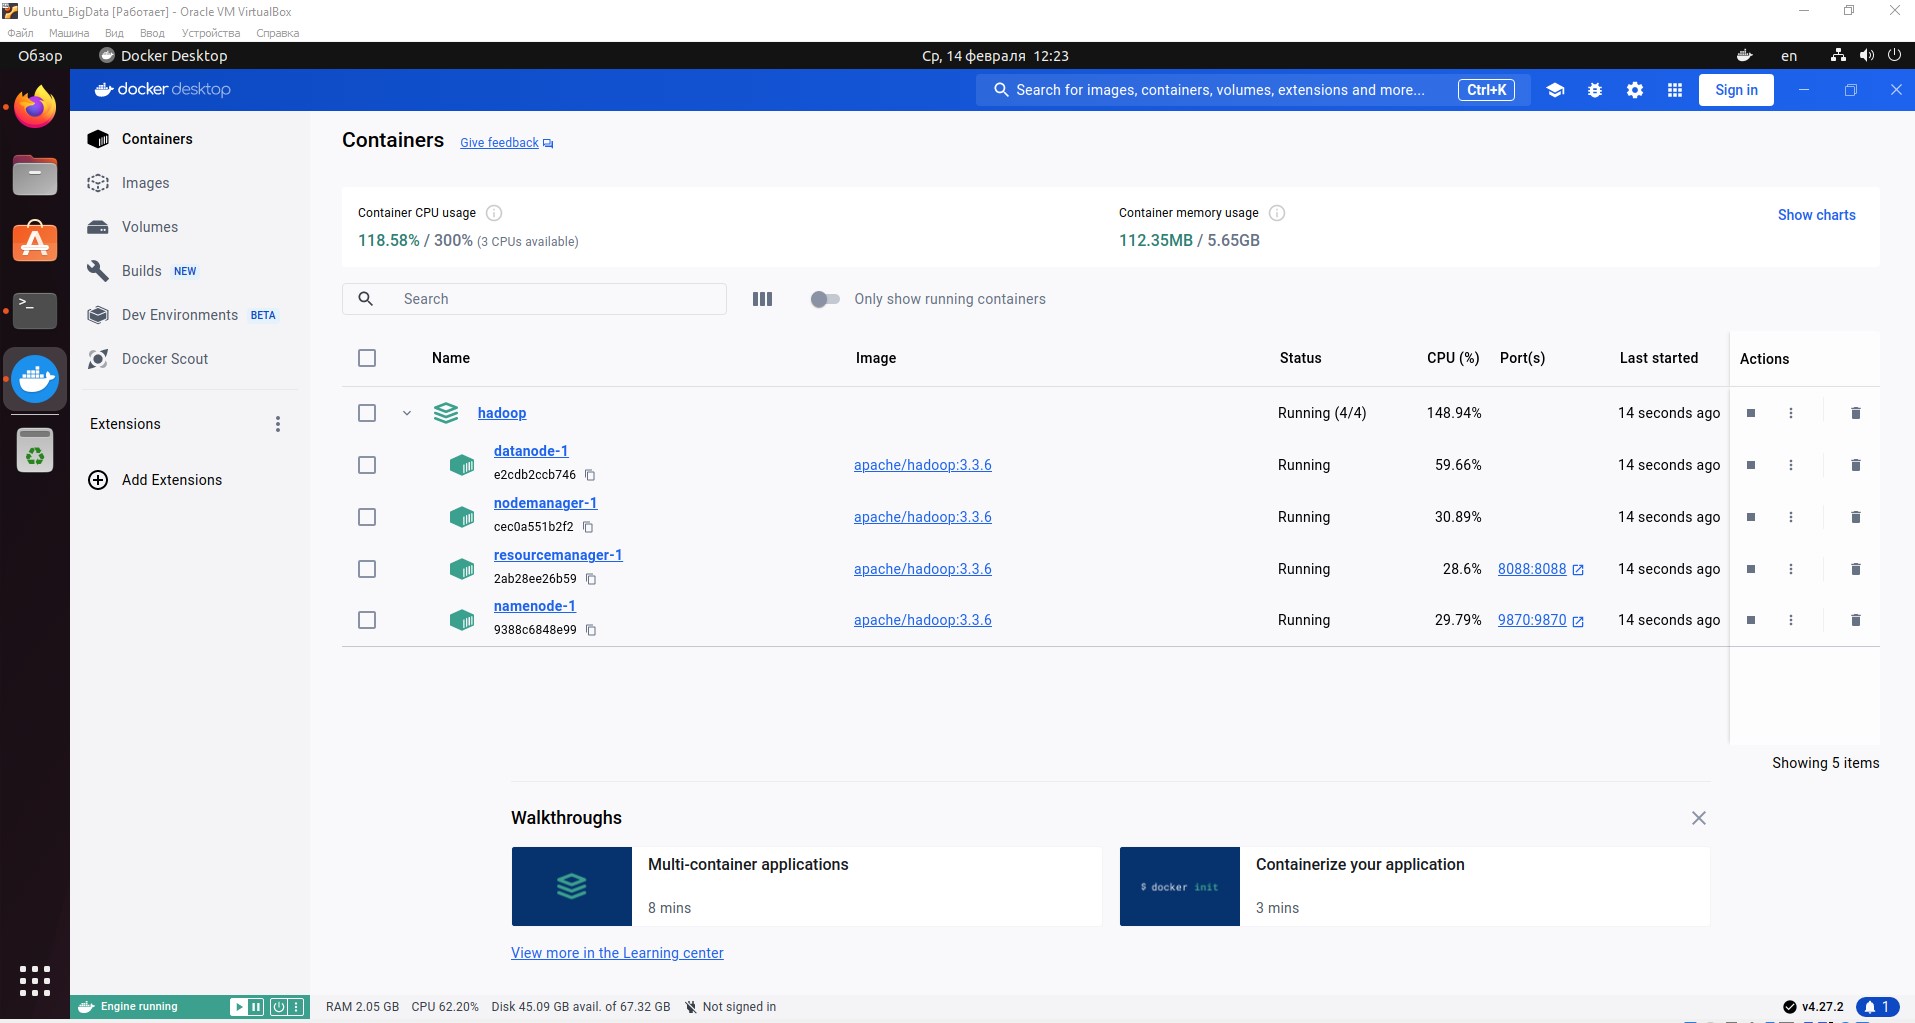 Ubuntu_BigData [Работает] - Oracle VM VirtualBox
Файл Машина Вид Ввод Устройства Справка
Обзор Docker Desktop Ср, 14 февраля 12:23 en
docker desktop Search for images, containers, volumes, extensions and more... Ctrl+K Sign in
Containers
Images
Volumes
Builds NEW
Dev Environments BETA
Docker Scout
Extensions
Add Extensions
Containers Give feedback
Container CPU usage
118.58% / 300% (3 CPUs available)
Container memory usage
112.35MB / 5.65GB
Show charts
Search Only show running containers
Name Image Status CPU (%) Port(s) Last started Actions
hadoop Running (4/4) 148.94% 14 seconds ago
datanode-1
e2cdb2ccb746
apache/hadoop:3.3.6 Running 59.66% 14 seconds ago
nodemanager-1
cec0a551b2f2
apache/hadoop:3.3.6 Running 30.89% 14 seconds ago
resourcemanager-1
2ab28ee26b59
apache/hadoop:3.3.6 Running 28.6% 8088:8088 14 seconds ago
namenode-1
9388c6848e99
apache/hadoop:3.3.6 Running 29.79% 9870:9870 14 seconds ago
Showing 5 items
Walkthroughs
Multi-container applications
8 mins
$ docker init
Containerize your application
3 mins
View more in the Learning center
Engine running RAM 2.05 GB CPU 62.20% Disk 45.09 GB avail. of 67.32 GB Not signed in v4.27.2 1